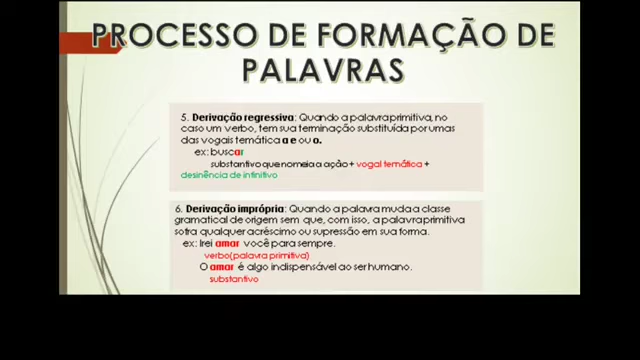 PROCESSO DE FORMAÇÃO DE
PALAVRAS
5. Derivação regressiva: Quando a palavra primitiva, no
caso um verbo, tem sua terminação substituída por umas
das vogais temática a e ou o.
ex: buscar
substantivo que nomeia a ação + vogal temática +
desinência de infinitivo
6. Derivação imprópria: Quando a palavra muda a classe
gramatical de origem sem que, com isso, a palavra primitiva
sofra qualquer acréscimo ou supressão em sua forma.
ex: Irei amar você para sempre.
verbo(palavra primitiva)
O amar é algo indispensável ao ser humano.
substantivo